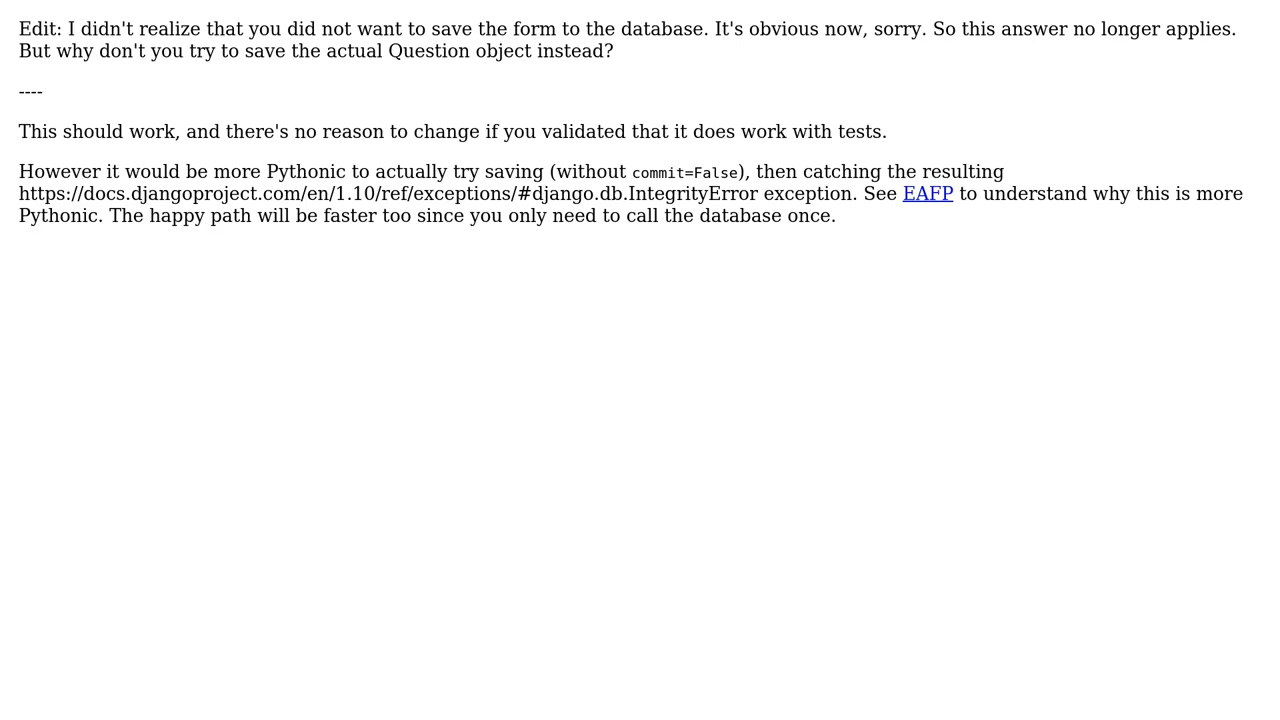 Edit: I didn't realize that you did not want to save the form to the database. It's obvious now, sorry. So this answer no longer applies.
But why don't you try to save the actual Question object instead?
----
This should work, and there's no reason to change if you validated that it does work with tests.
However it would be more Pythonic to actually try saving (without commit=False), then catching the resulting
https://docs.djangoproject.com/en/1.10/ref/exceptions/#django.db.IntegrityError exception. See EAFP to understand why this is more
Pythonic. The happy path will be faster too since you only need to call the database once.